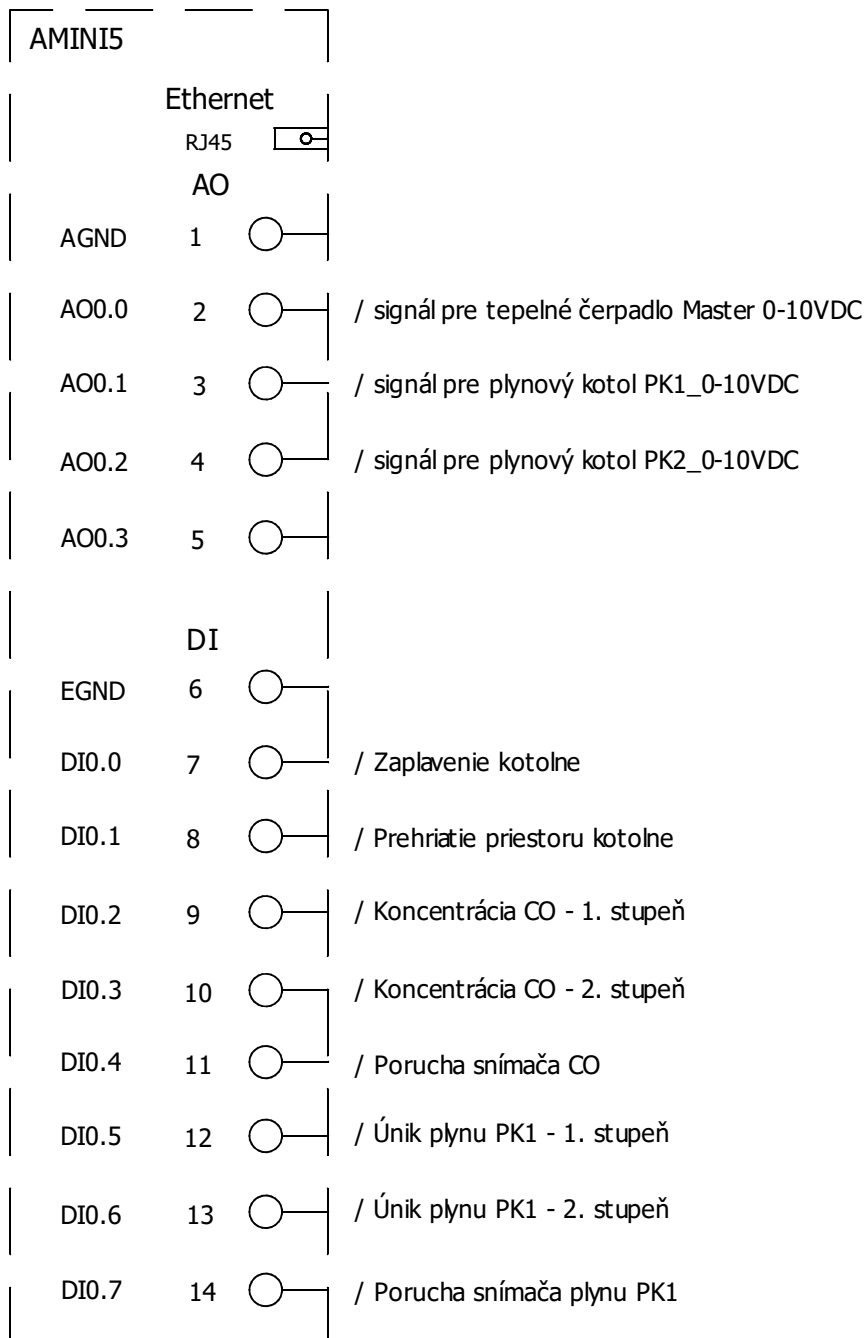 AMINI5
Ethernet
RJ45
AO
AGND 1
AO0.0 2 / signál pre tepelné čerpadlo Master 0-10VDC
AO0.1 3 / signál pre plynový kotol PK1_0-10VDC
AO0.2 4 / signál pre plynový kotol PK2_0-10VDC
AO0.3 5
DI
EGND 6
DI0.0 7 / Zaplavenie kotolne
DI0.1 8 / Prehriatie priestoru kotolne
DI0.2 9 / Koncentrácia CO - 1. stupeň
DI0.3 10 / Koncentrácia CO - 2. stupeň
DI0.4 11 / Porucha snímača CO
DI0.5 12 / Únik plynu PK1 - 1. stupeň
DI0.6 13 / Únik plynu PK1 - 2. stupeň
DI0.7 14 / Porucha snímača plynu PK1